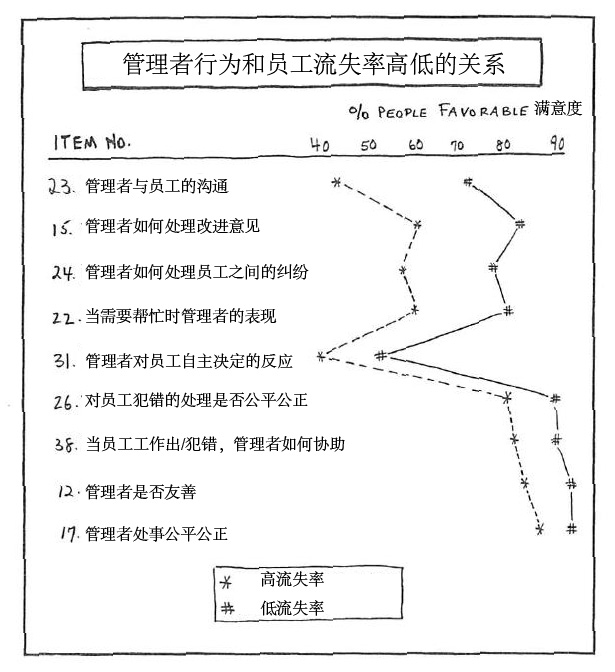 管理者行为和员工流失率高低的关系
% PEOPLE FAVORABLE 满意度
ITEM NO. 40 50 60 70 80 90
23. 管理者与员工的沟通
15. 管理者如何处理改进意见
24. 管理者如何处理员工之间的纠纷
22. 当需要帮忙时管理者的表现
31. 管理者对员工自主决定的反应
26. 对员工犯错的处理是否公平公正
38. 当员工工作出/犯错，管理者如何协助
12. 管理者是否友善
17. 管理者处事公平公正
* 高流失率
# 低流失率